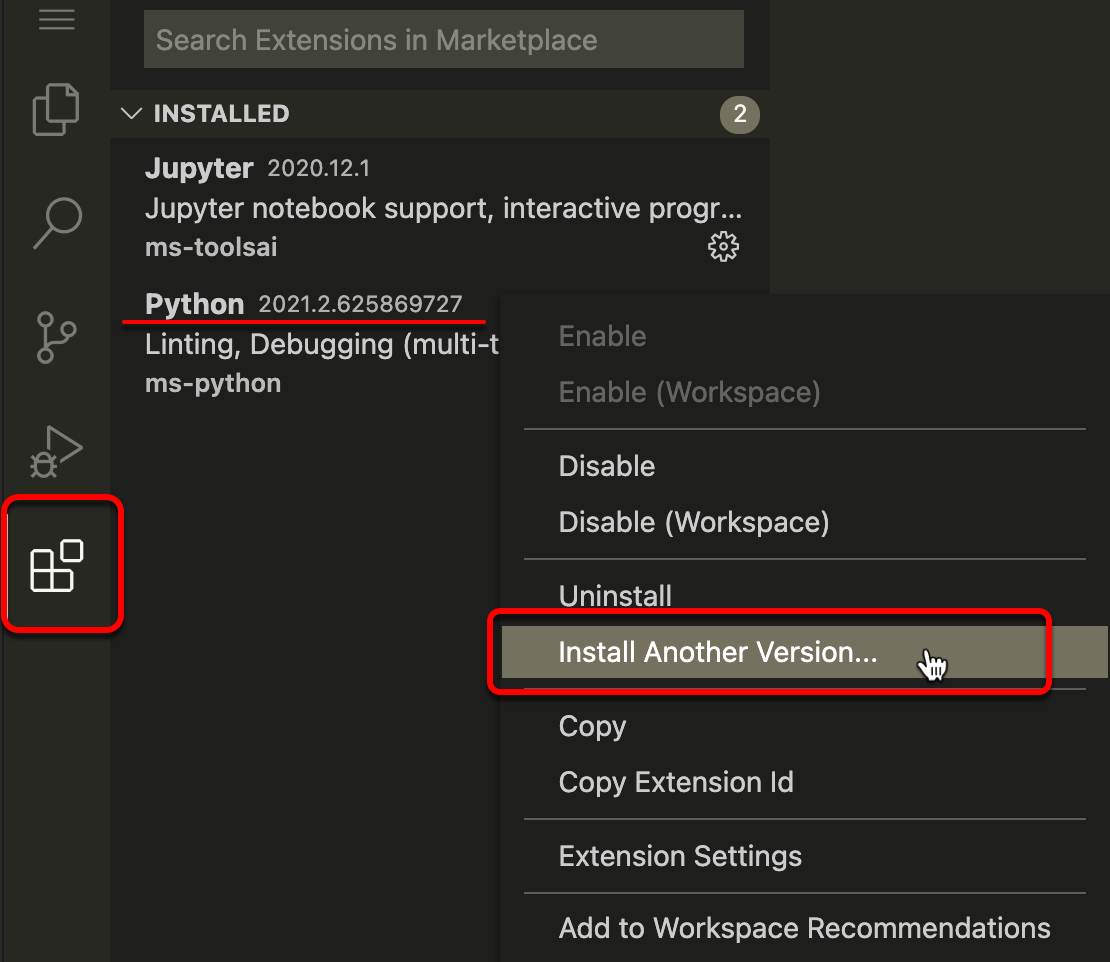 Search Extensions in Marketplace
INSTALLED 2
Jupyter 2020.12.1
Jupyter notebook support, interactive progr...
ms-toolsai
Python 2021.2.625869727
Linting, Debugging (multi-t
ms-python
Enable
Enable (Workspace)
Disable
Disable (Workspace)
Uninstall
Install Another Version...
Copy
Copy Extension Id
Extension Settings
Add to Workspace Recommendations